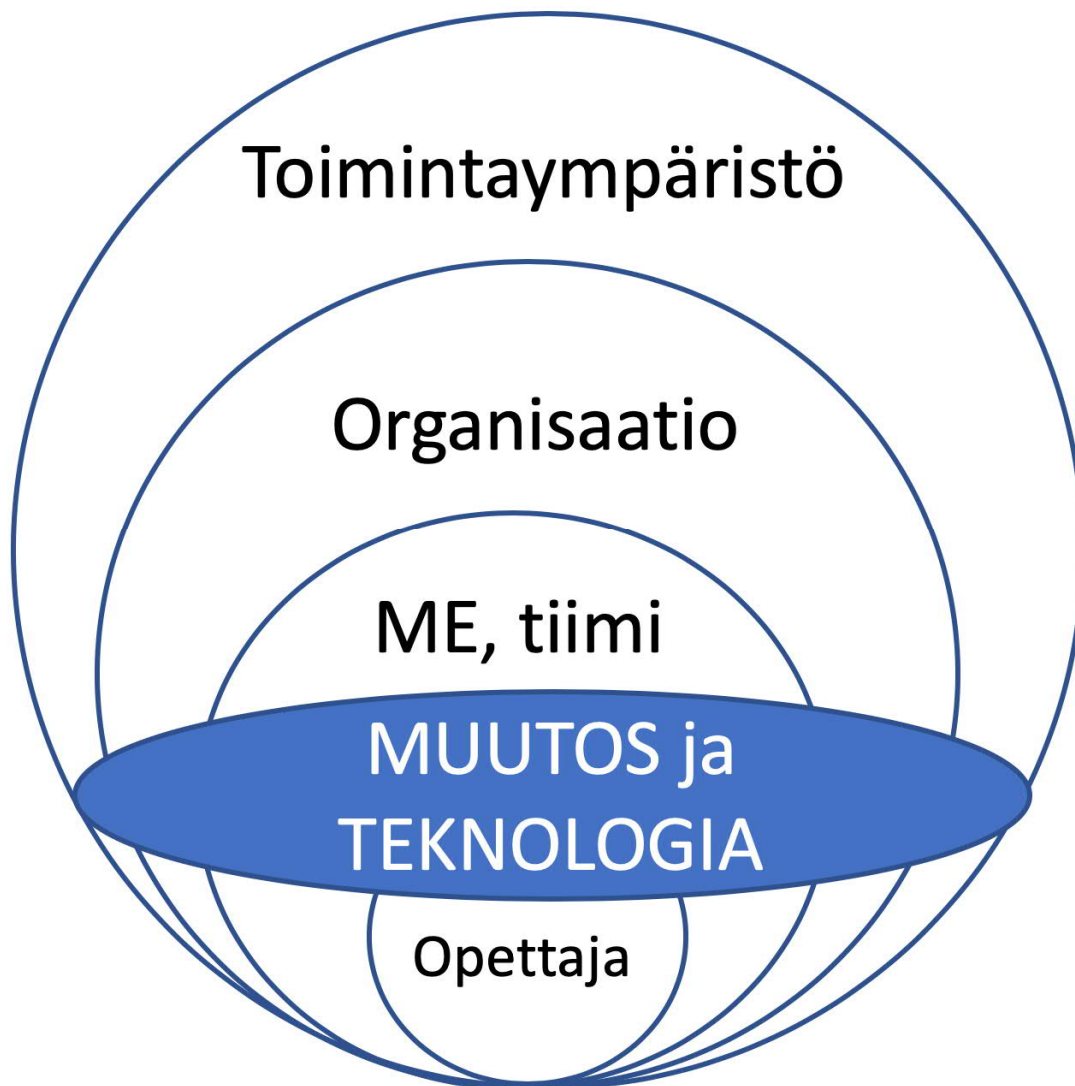 Toimintaympäristö
Organisaatio
ME, tiimi
MUUTOS ja
TEKNOLOGIA
Opettaja